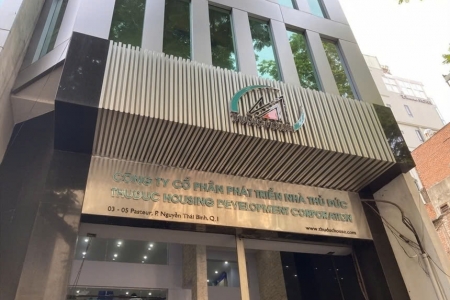 CÔNG TY CỔ PHẦN PHÁT TRIỂN NHÀ THỦ ĐỨC
THUDUC HOUSING DEVELOPMENT CORPORATION
03 - 05 Pasteur, P. Nguyễn Thái Bình, Q.1
www.thuduchouse.com